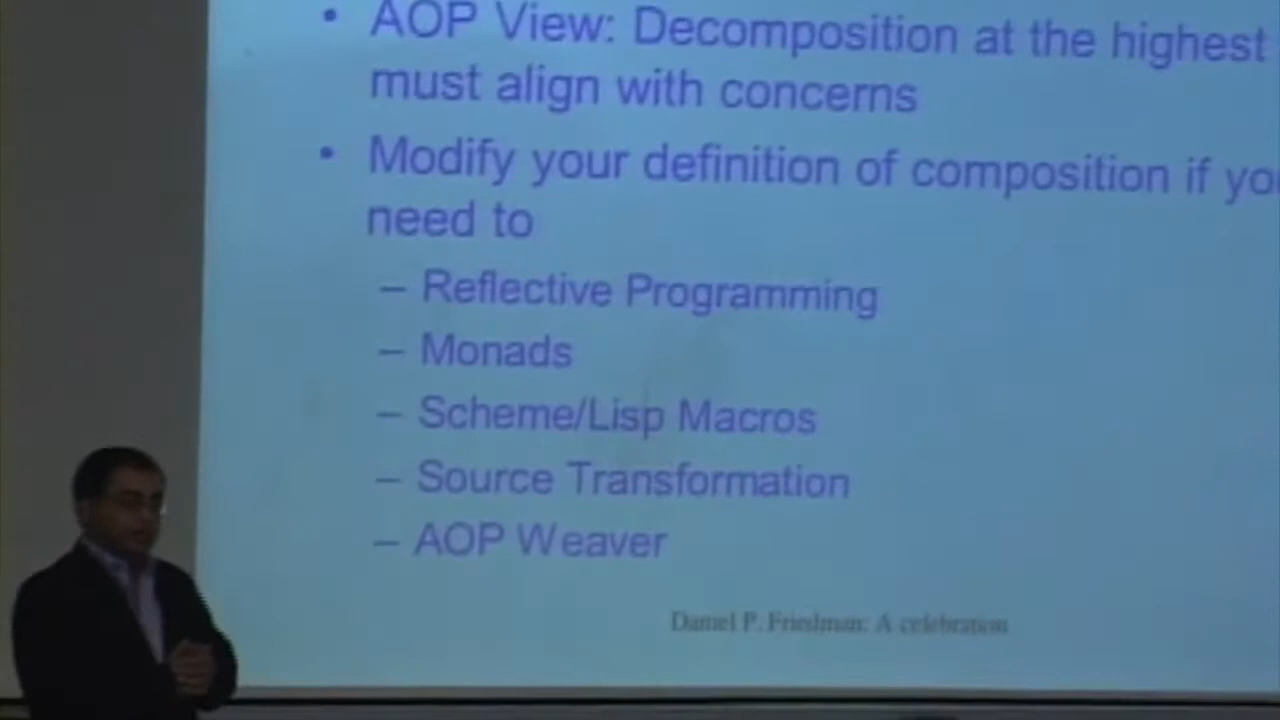 • AOP View: Decomposition at the highest
must align with concerns
• Modify your definition of composition if you
need to
– Reflective Programming
– Monads
– Scheme/Lisp Macros
– Source Transformation
– AOP Weaver
Daniel P. Friedman: A celebration